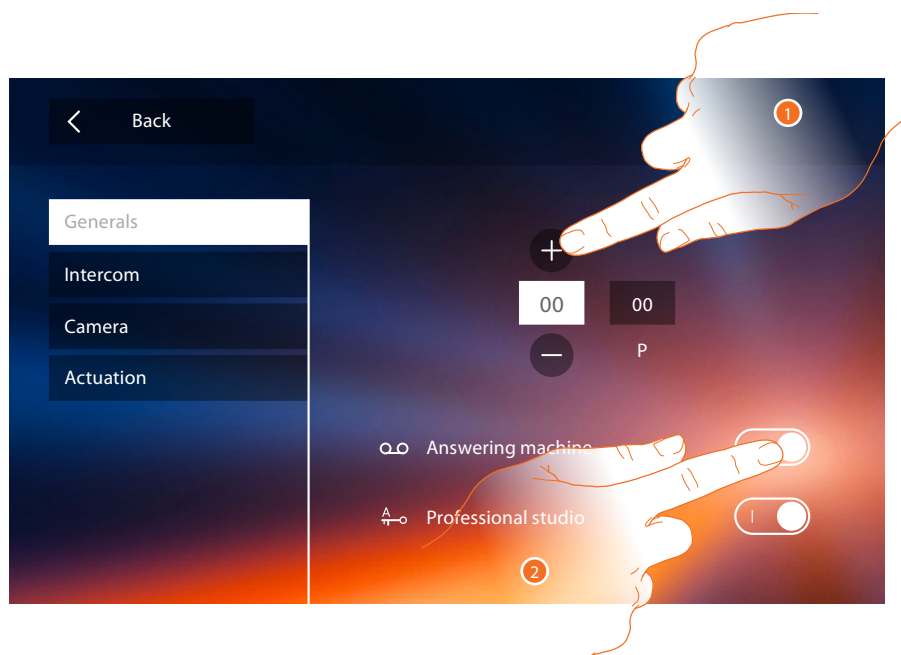 Back
1
Generals
Intercom
Camera
Actuation
+
00 00
− P
Answering machine
A Professional studio
2